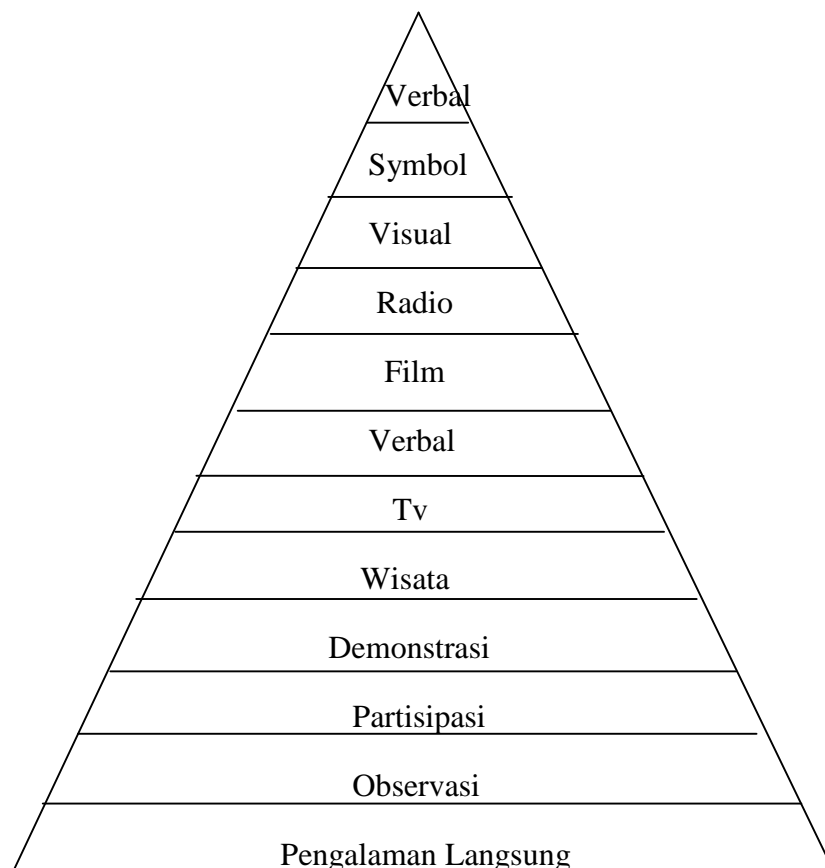 Verbal
Symbol
Visual
Radio
Film
Verbal
Tv
Wisata
Demonstrasi
Partisipasi
Observasi
Pengalaman Langsung